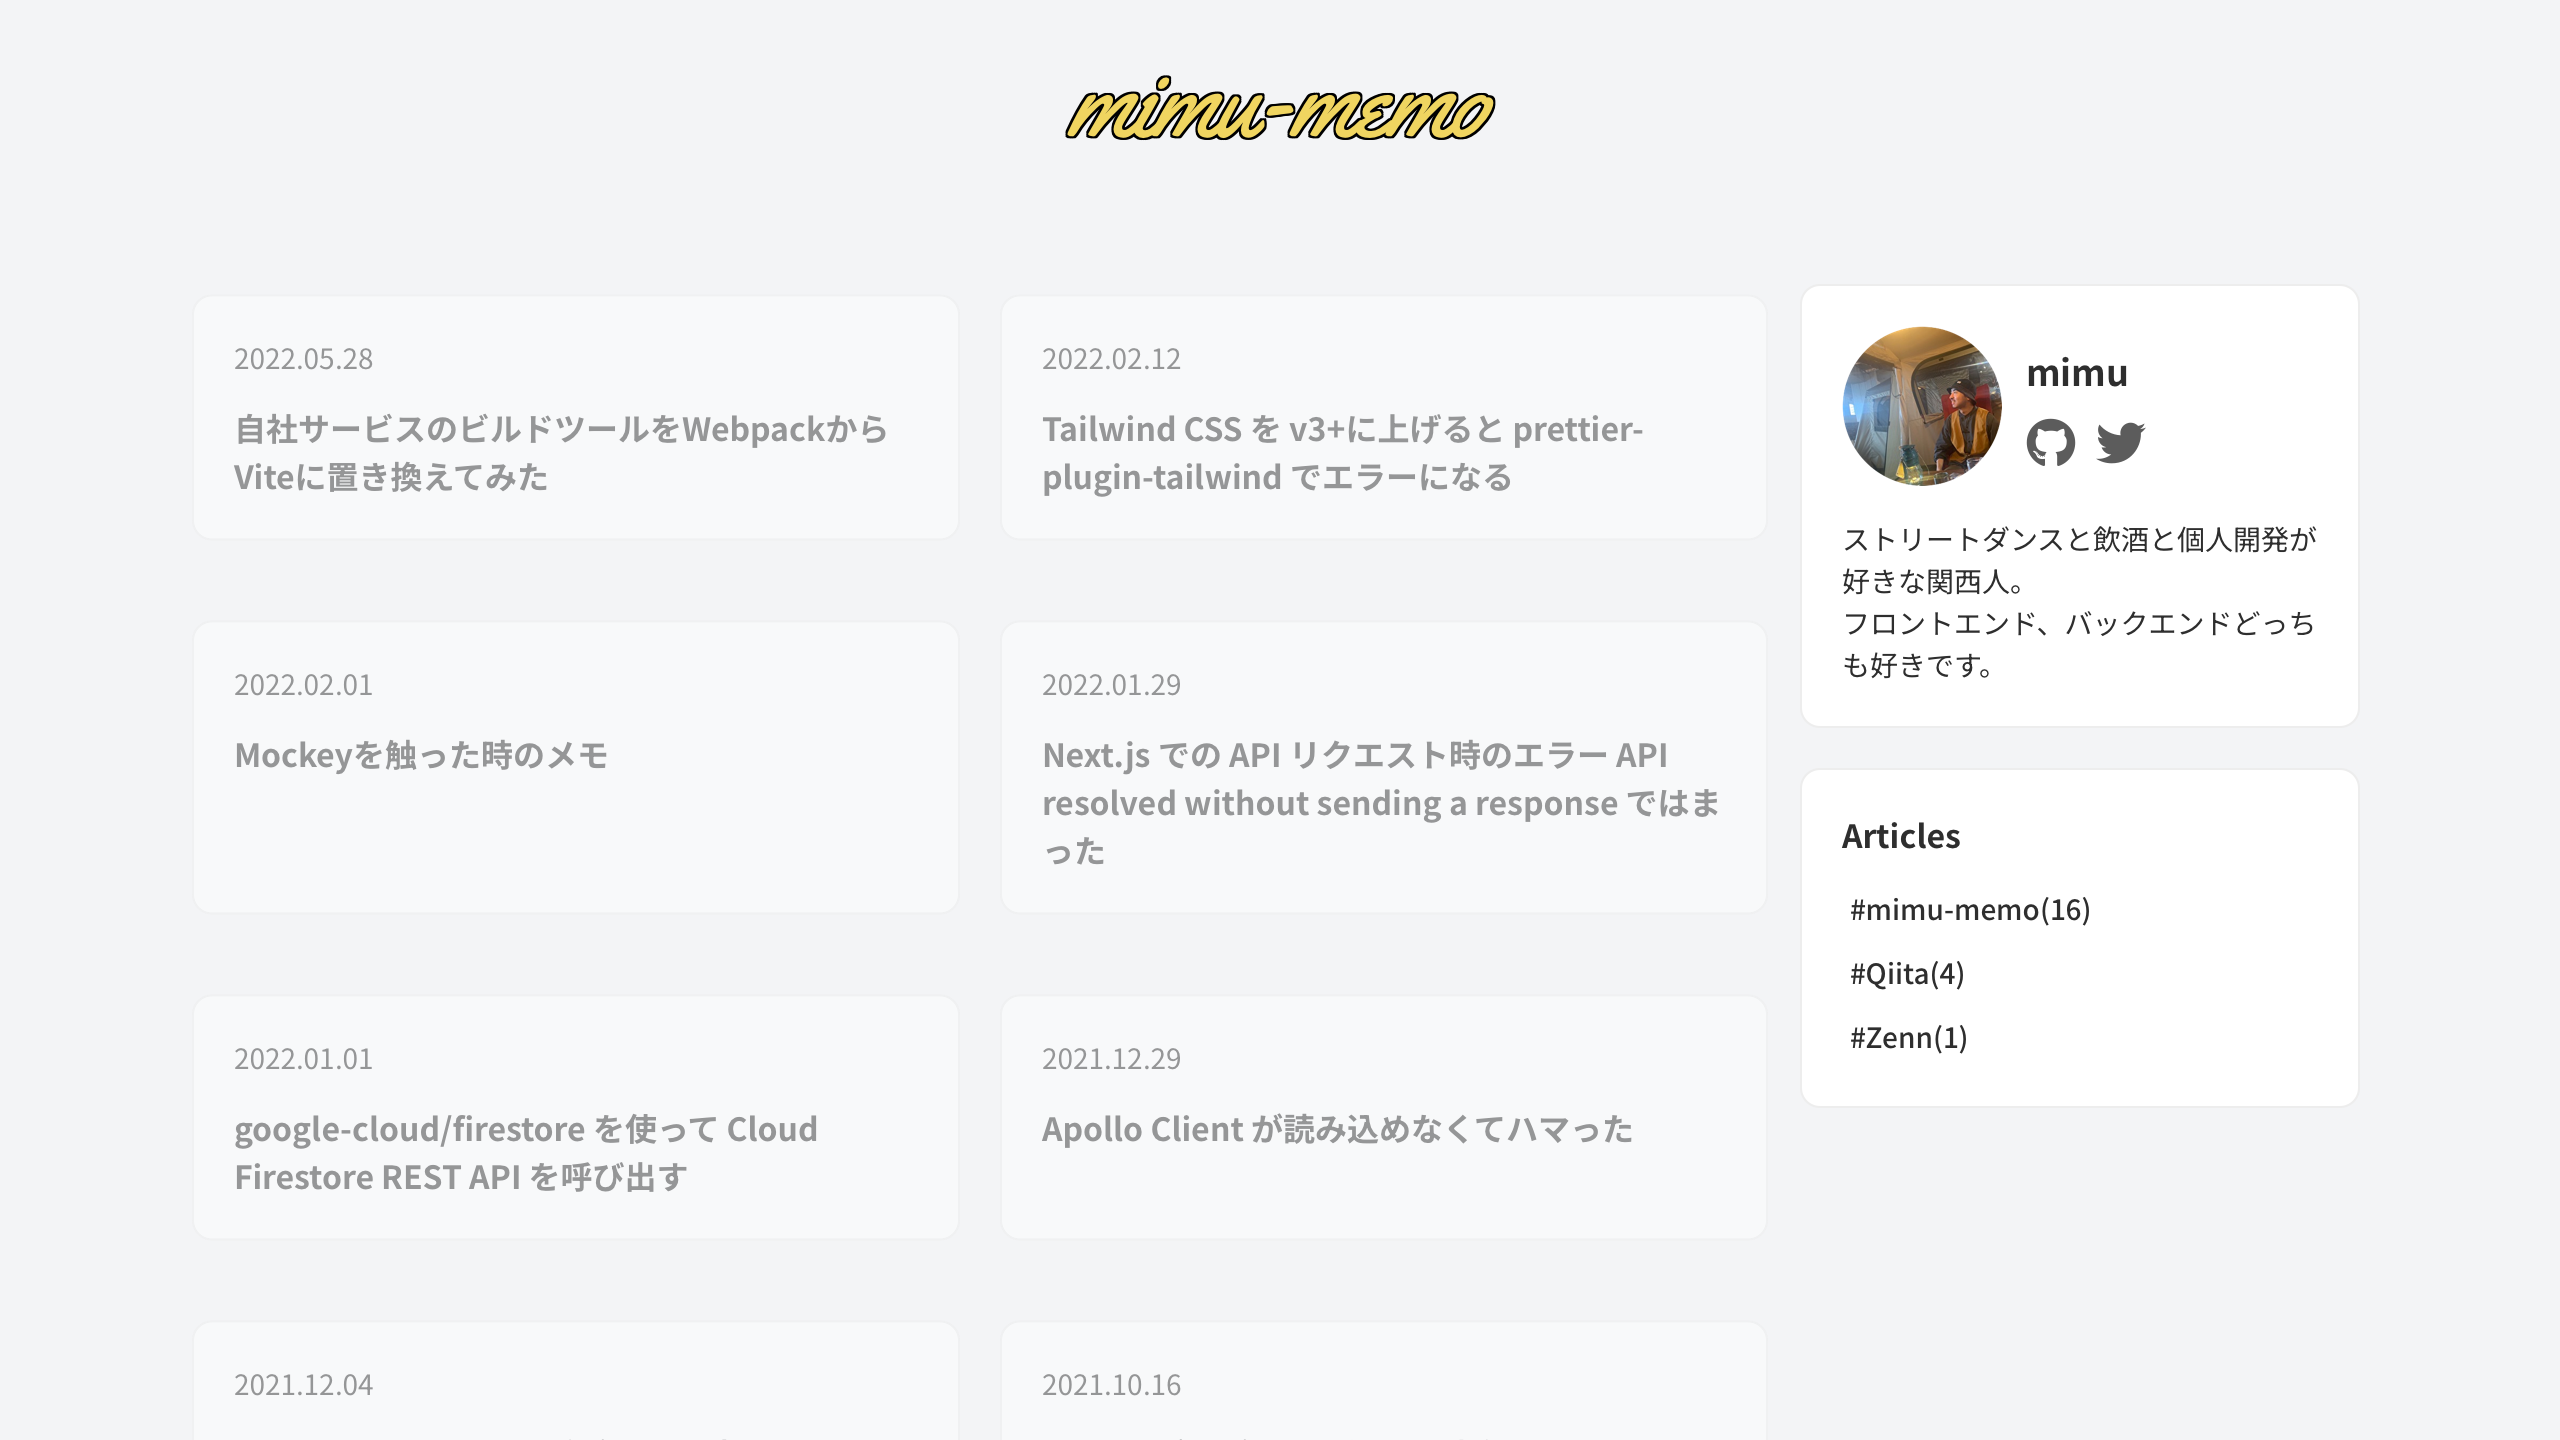 mimu-memo
2022.05.28
自社サービスのビルドツールをWebpackから
Viteに置き換えてみた
2022.02.12
Tailwind CSS を v3+に上げると prettier-
plugin-tailwind でエラーになる
2022.02.01
Mockeyを触った時のメモ
2022.01.29
Next.js での API リクエスト時のエラー API
resolved without sending a response ではま
った
2022.01.01
google-cloud/firestore を使って Cloud
Firestore REST API を呼び出す
2021.12.29
Apollo Client が読み込めなくてハマった
2021.12.04
2021.10.16
mimu
ストリートダンスと飲酒と個人開発が
好きな関西人。
フロントエンド、バックエンドどっち
も好きです。
Articles
#mimu-memo(16)
#Qiita(4)
#Zenn(1)